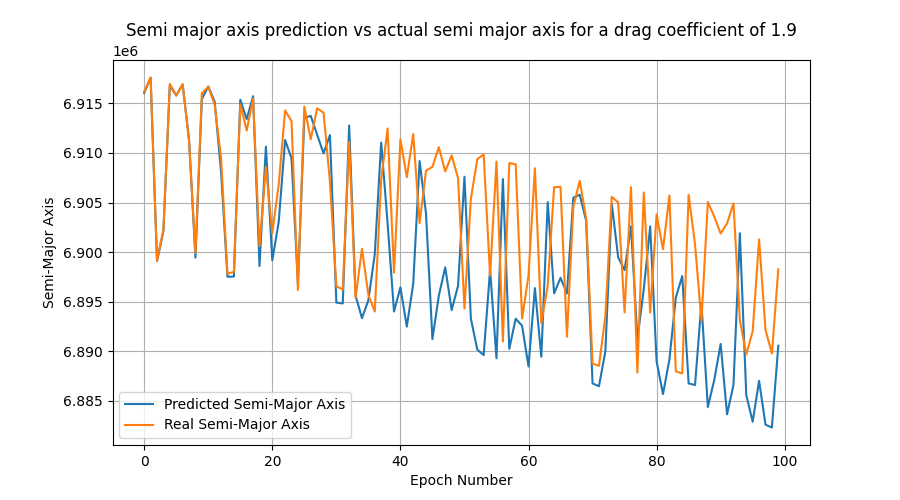 Semi major axis prediction vs actual semi major axis for a drag coefficient of 1.9
1e6
6.915
6.910
6.905
6.900
6.895
6.890
6.885
Semi-Major Axis
Predicted Semi-Major Axis
Real Semi-Major Axis
0 20 40 60 80 100
Epoch Number